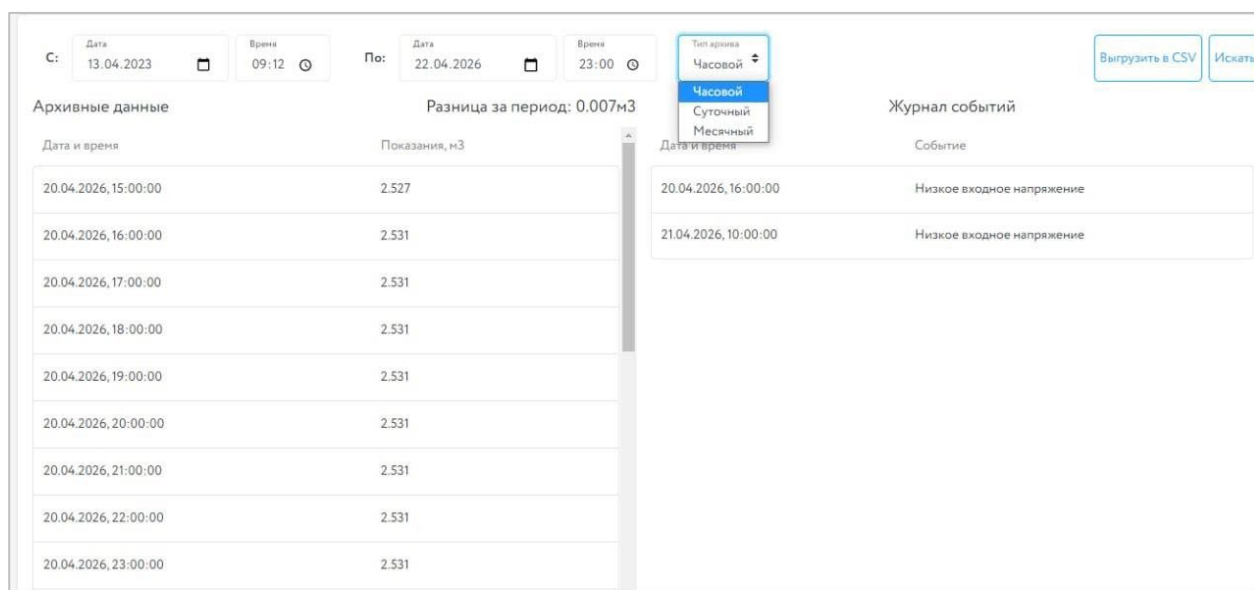 С: Дата 13.04.2023 Время 09:12 По: Дата 22.04.2026 Время 23:00 Тип архива Часовой Выгрузить в CSV Искать
Часовой
Суточный
Месячный
Архивные данные Разница за период: 0.007м3 Журнал событий
Дата и время Показания, м3 Дата и время Событие
20.04.2026, 15:00:00 2.527 20.04.2026, 16:00:00 Низкое входное напряжение
20.04.2026, 16:00:00 2.531 21.04.2026, 10:00:00 Низкое входное напряжение
20.04.2026, 17:00:00 2.531
20.04.2026, 18:00:00 2.531
20.04.2026, 19:00:00 2.531
20.04.2026, 20:00:00 2.531
20.04.2026, 21:00:00 2.531
20.04.2026, 22:00:00 2.531
20.04.2026, 23:00:00 2.531